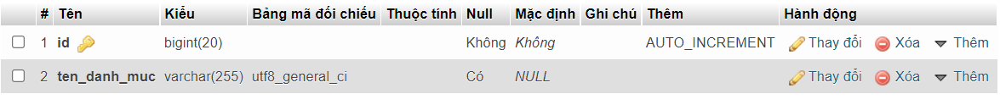 # Tên Kiểu Bảng mã đối chiếu Thuộc tính Null Mặc định Ghi chú Thêm Hành động
1 id bigint(20) Không Không AUTO_INCREMENT Thay đổi Xóa Thêm
2 ten_danh_muc varchar(255) utf8_general_ci Có NULL Thay đổi Xóa Thêm